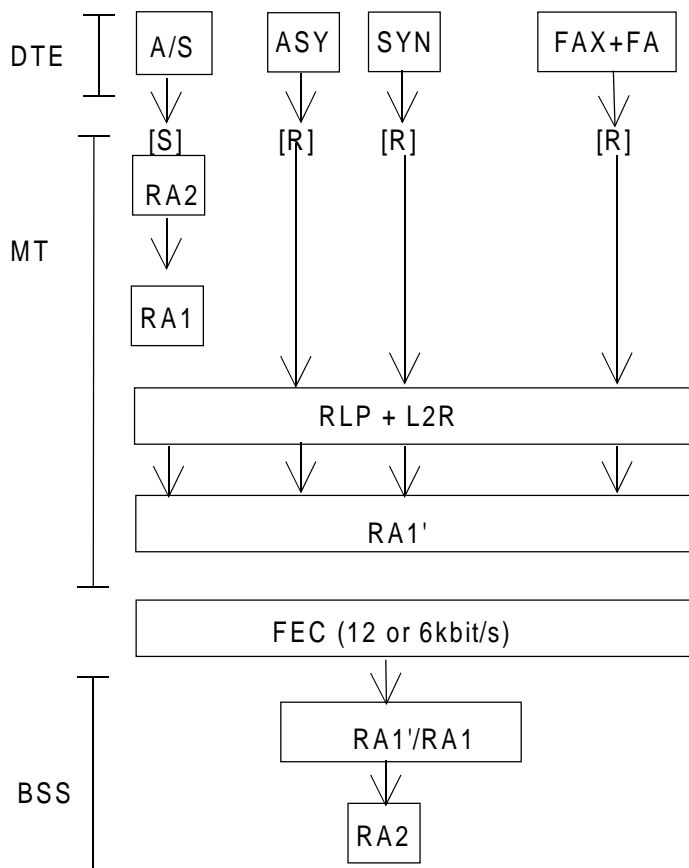 DTE A/S ASY SYN FAX+FA
[S] [R] [R] [R]
RA2
MT
RA1
RLP + L2R
RA1'
FEC (12 or 6kbit/s)
RA1'/RA1
BSS
RA2